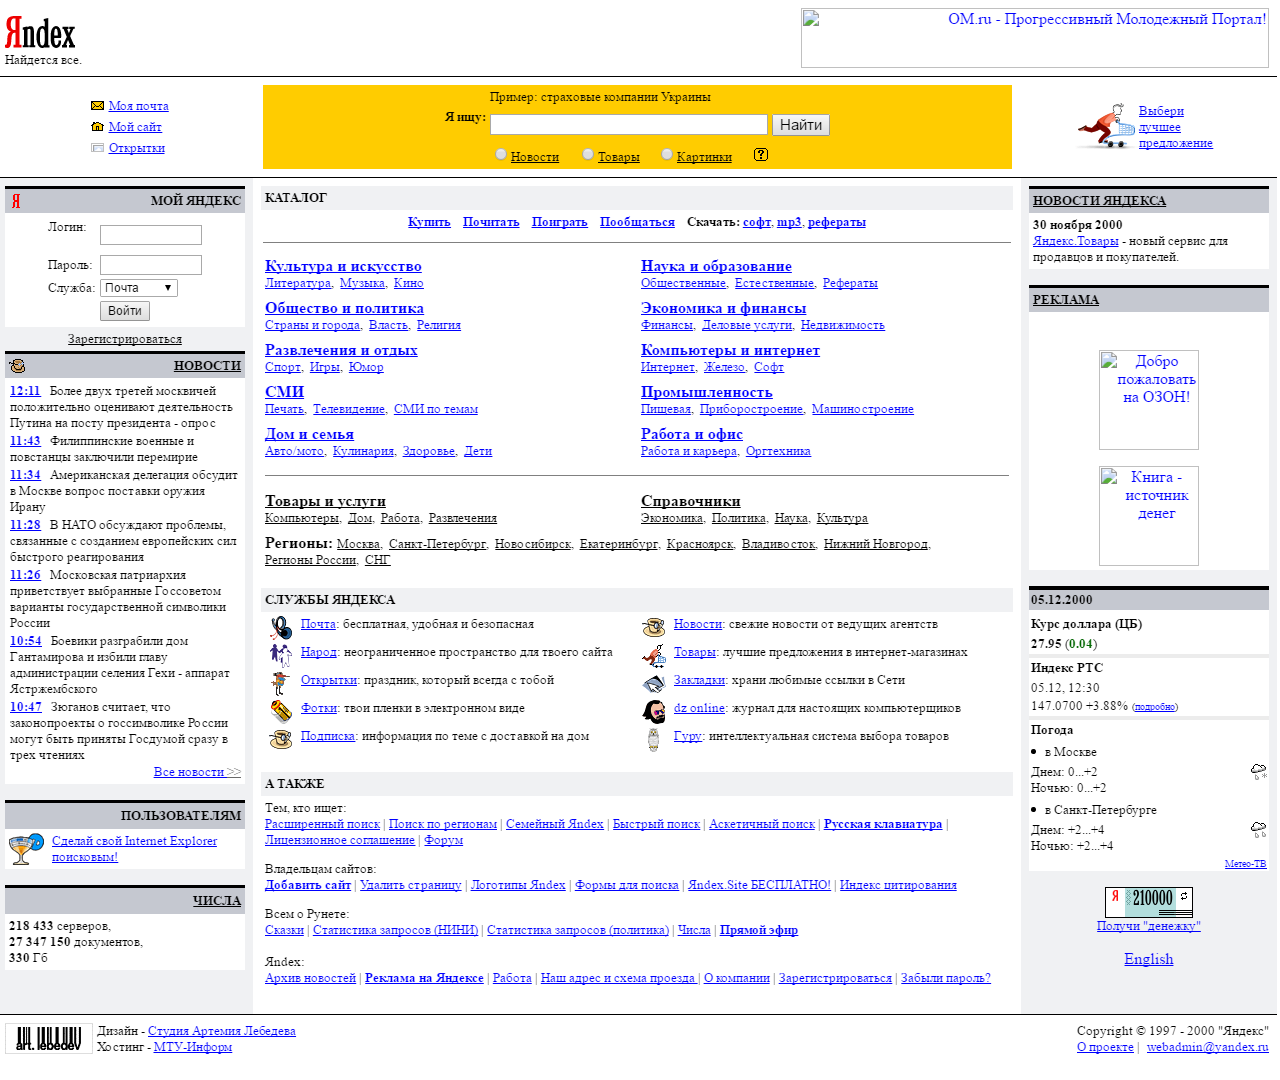 Яndex
Найдется все.
OM.ru - Прогрессивный Молодежный Портал!
Моя почта
Мой сайт
Открытки
Пример: страховые компании Украины
Я ищу:
Найти
Новости Товары Картинки ?
Выбери
лучшее
предложение
Я МОЙ ЯНДЕКС
Логин:
Пароль:
Служба: Почта
Войти
Зарегистрироваться
НОВОСТИ
12:11 Более двух третей москвичей
положительно оценивают деятельность
Путина на посту президента - опрос
11:43 Филиппинские военные и
повстанцы заключили перемирие
11:34 Американская делегация обсудит
в Москве вопрос поставки оружия
Ирану
11:28 В НАТО обсуждают проблемы,
связанные с созданием европейских сил
быстрого реагирования
11:26 Московская патриархия
приветствует выбранные Госсоветом
варианты государственной символики
России
10:54 Боевики разграбили дом
Гантамирова и избили главу
администрации селения Гехи - аппарат
Ястржембского
10:47 Зюганов считает, что
законопроекты о госсимволике России
могут быть приняты Госдумой сразу в
трех чтениях
Все новости >>
ПОЛЬЗОВАТЕЛЯМ
Сделай свой Internet Explorer
поисковым!
ЧИСЛА
218 433 серверов,
27 347 150 документов,
330 Гб
КАТАЛОГ
Купить Почитать Поиграть Пообщаться Скачать: софт, mp3, рефераты
Культура и искусство
Литература, Музыка, Кино
Наука и образование
Общественные, Естественные, Рефераты
Общество и политика
Страны и города, Власть, Религия
Экономика и финансы
Финансы, Деловые услуги, Недвижимость
Развлечения и отдых
Спорт, Игры, Юмор
Компьютеры и интернет
Интернет, Железо, Софт
СМИ
Печать, Телевидение, СМИ по темам
Промышленность
Пищевая, Приборостроение, Машиностроение
Дом и семья
Авто/мото, Кулинария, Здоровье, Дети
Работа и офис
Работа и карьера, Оргтехника
Товары и услуги
Компьютеры, Дом, Работа, Развлечения
Справочники
Экономика, Политика, Наука, Культура
Регионы: Москва, Санкт-Петербург, Новосибирск, Екатеринбург, Красноярск, Владивосток, Нижний Новгород,
Регионы России, СНГ
СЛУЖБЫ ЯНДЕКСА
Почта: бесплатная, удобная и безопасная
Новости: свежие новости от ведущих агентств
Народ: неограниченное пространство для твоего сайта
Товары: лучшие предложения в интернет-магазинах
Открытки: праздник, который всегда с тобой
Закладки: храни любимые ссылки в Сети
Фотки: твои пленки в электронном виде
dz online: журнал для настоящих компьютерщиков
Подписка: информация по теме с доставкой на дом
Гуру: интеллектуальная система выбора товаров
А ТАКЖЕ
Тем, кто ищет:
Расширенный поиск | Поиск по регионам | Семейный Яndex | Быстрый поиск | Аскетичный поиск | Русская клавиатура |
Лицензионное соглашение | Форум
Владельцам сайтов:
Добавить сайт | Удалить страницу | Логотипы Яndex | Формы для поиска | Яndex.Site БЕСПЛАТНО! | Индекс цитирования
Всем о Рунете:
Сказки | Статистика запросов (НИНИ) | Статистика запросов (политика) | Числа | Прямой эфир
Яndex:
Архив новостей | Реклама на Яндексе | Работа | Наш адрес и схема проезда | О компании | Зарегистрироваться | Забыли пароль?
НОВОСТИ ЯНДЕКСА
30 ноября 2000
Яндекс.Товары - новый сервис для
продавцов и покупателей.
РЕКЛАМА
Добро
пожаловать
на ОЗОН!
Книга -
источник
денег
05.12.2000
Курс доллара (ЦБ)
27.95 (0.04)
Индекс РТС
05.12, 12:30
147.0700 +3.88% (подробно)
Погода
в Москве
Днем: 0...+2
Ночью: 0...+2
в Санкт-Петербурге
Днем: +2...+4
Ночью: +2...+4
Метео-ТВ
Я 210000
Получи "денежку"
English
art. lebedev
Дизайн - Студия Артемия Лебедева
Хостинг - МТУ-Информ
Copyright © 1997 - 2000 "Яндекс"
О проекте | webadmin@yandex.ru